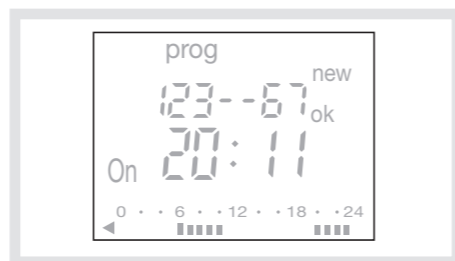 prog
new
123--67 ok
On 20:11
0 · · 6 · · 12 · · 18 · · 24